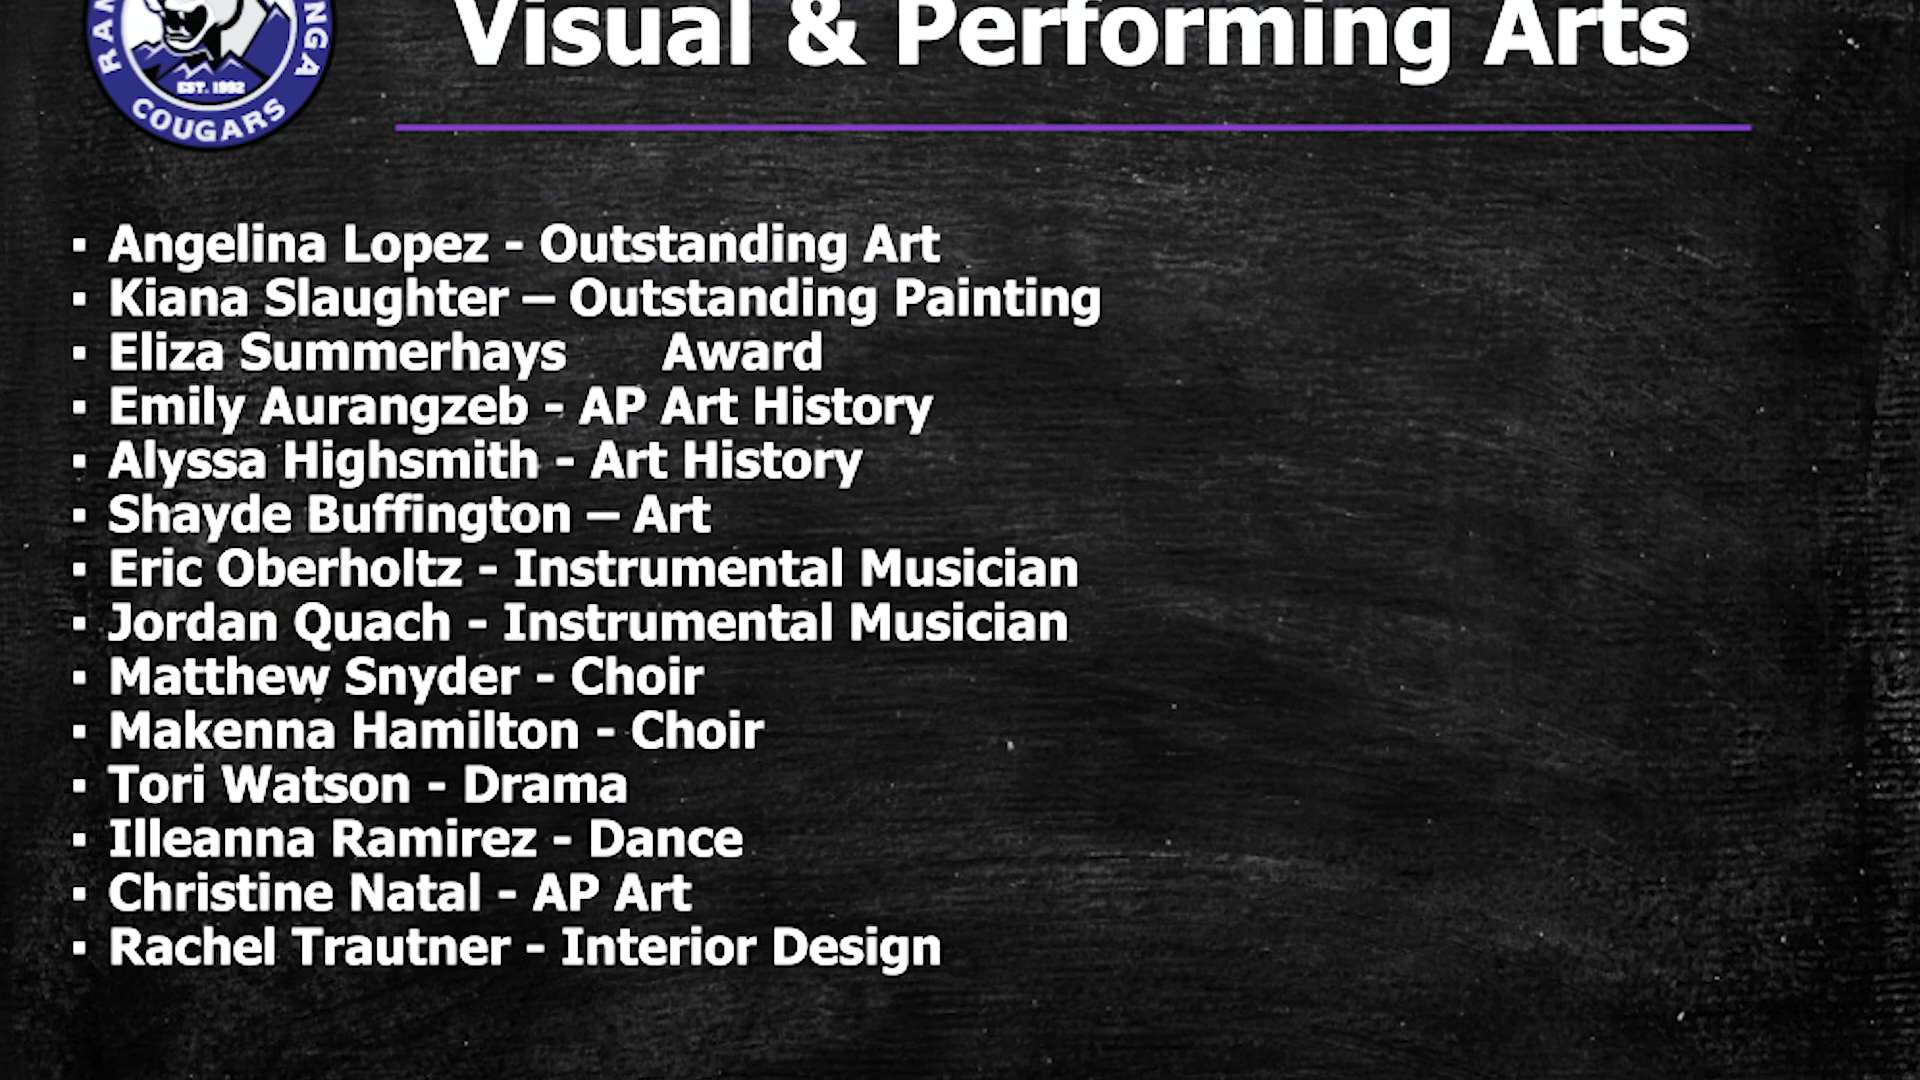 RAN
NGA
EST. 1992
COUGARS
Visual & Performing Arts
▪ Angelina Lopez - Outstanding Art
▪ Kiana Slaughter – Outstanding Painting
▪ Eliza Summerhays Award
▪ Emily Aurangzeb - AP Art History
▪ Alyssa Highsmith - Art History
▪ Shayde Buffington – Art
▪ Eric Oberholtz - Instrumental Musician
▪ Jordan Quach - Instrumental Musician
▪ Matthew Snyder - Choir
▪ Makenna Hamilton - Choir
▪ Tori Watson - Drama
▪ Illeanna Ramirez - Dance
▪ Christine Natal - AP Art
▪ Rachel Trautner - Interior Design